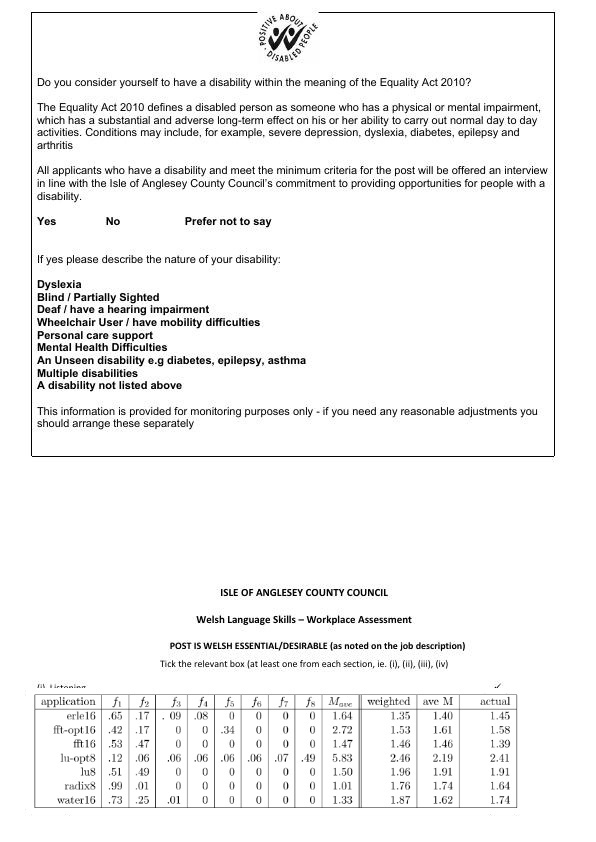 POSITIVE ABOUT
DISABLED PEOPLE
Do you consider yourself to have a disability within the meaning of the Equality Act 2010?
The Equality Act 2010 defines a disabled person as someone who has a physical or mental impairment,
which has a substantial and adverse long-term effect on his or her ability to carry out normal day to day
activities. Conditions may include, for example, severe depression, dyslexia, diabetes, epilepsy and
arthritis
All applicants who have a disability and meet the minimum criteria for the post will be offered an interview
in line with the Isle of Anglesey County Council's commitment to providing opportunities for people with a
disability.
Yes No Prefer not to say
If yes please describe the nature of your disability:
Dyslexia
Blind / Partially Sighted
Deaf / have a hearing impairment
Wheelchair User / have mobility difficulties
Personal care support
Mental Health Difficulties
An Unseen disability e.g diabetes, epilepsy, asthma
Multiple disabilities
A disability not listed above
This information is provided for monitoring purposes only - if you need any reasonable adjustments you
should arrange these separately
ISLE OF ANGLESEY COUNTY COUNCIL
Welsh Language Skills – Workplace Assessment
POST IS WELSH ESSENTIAL/DESIRABLE (as noted on the job description)
Tick the relevant box (at least one from each section, ie. (i), (ii), (iii), (iv)
(i) Listening ✓
application f1 f2 f3 f4 f5 f6 f7 f8 Mave weighted ave M actual
erle16 .65 .17 . 09 .08 0 0 0 0 1.64 1.35 1.40 1.45
fft-opt16 .42 .17 0 0 .34 0 0 0 2.72 1.53 1.61 1.58
fft16 .53 .47 0 0 0 0 0 0 1.47 1.46 1.46 1.39
lu-opt8 .12 .06 .06 .06 .06 .06 .07 .49 5.83 2.46 2.19 2.41
lu8 .51 .49 0 0 0 0 0 0 1.50 1.96 1.91 1.91
radix8 .99 .01 0 0 0 0 0 0 1.01 1.76 1.74 1.64
water16 .73 .25 .01 0 0 0 0 0 1.33 1.87 1.62 1.74